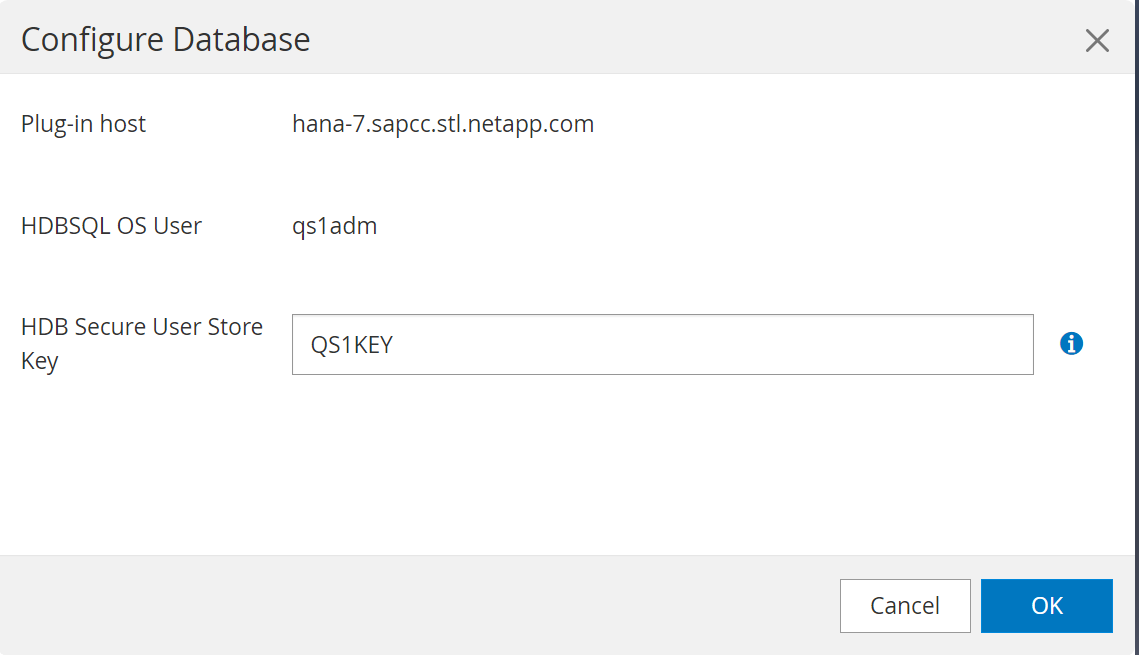 Configure Database
Plug-in host hana-7.sapcc.stl.netapp.com
HDBSQL OS User qs1adm
HDB Secure User Store
Key
QS1KEY
Cancel OK